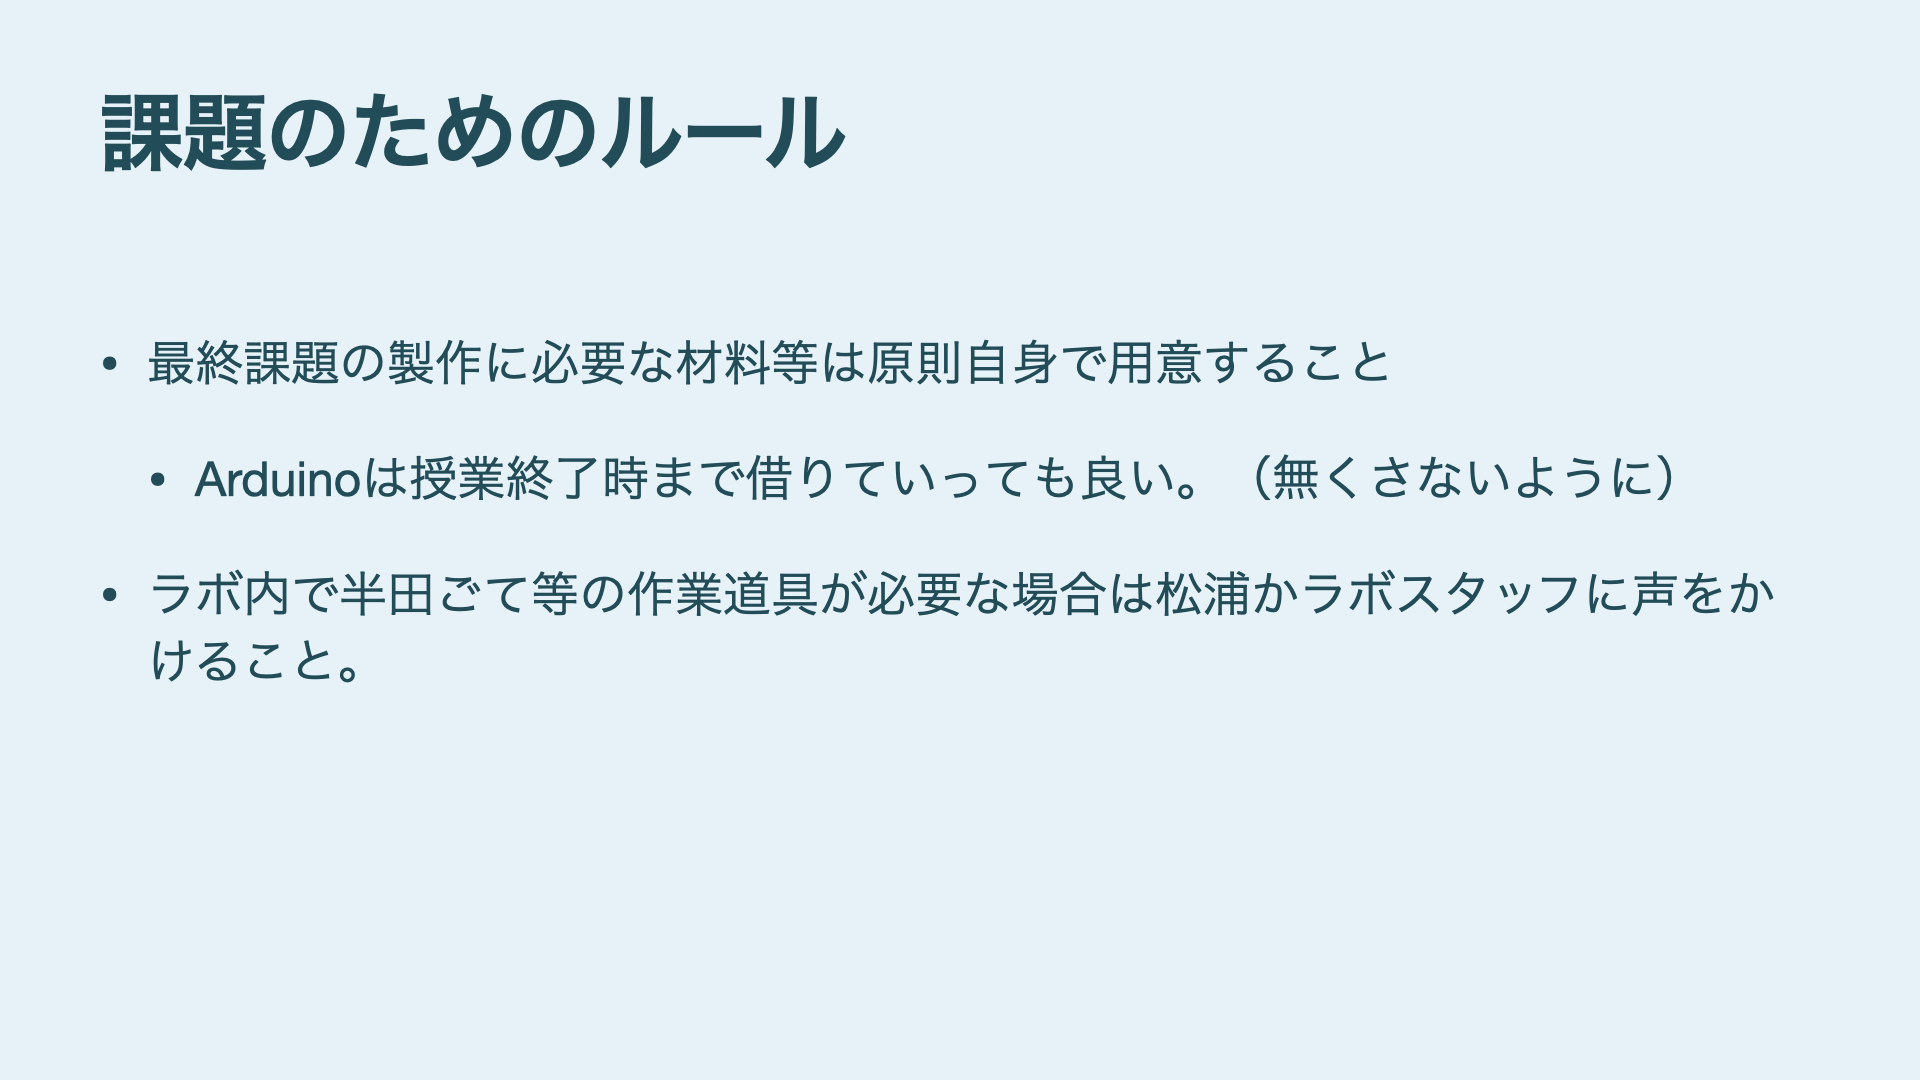 課題のためのルール
• 最終課題の製作に必要な材料等は原則自身で用意すること
• Arduinoは授業終了時まで借りていっても良い。（無くさないように）
• ラボ内で半田ごて等の作業道具が必要な場合は松浦かラボスタッフに声をか
けること。